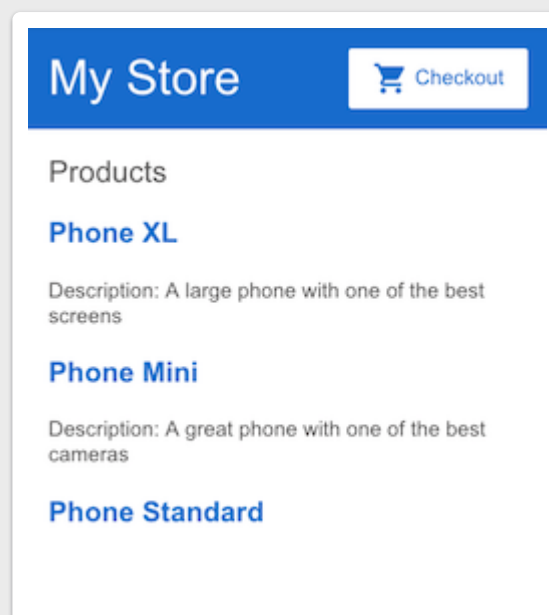 My Store
Checkout
Products
Phone XL
Description: A large phone with one of the best
screens
Phone Mini
Description: A great phone with one of the best
cameras
Phone Standard